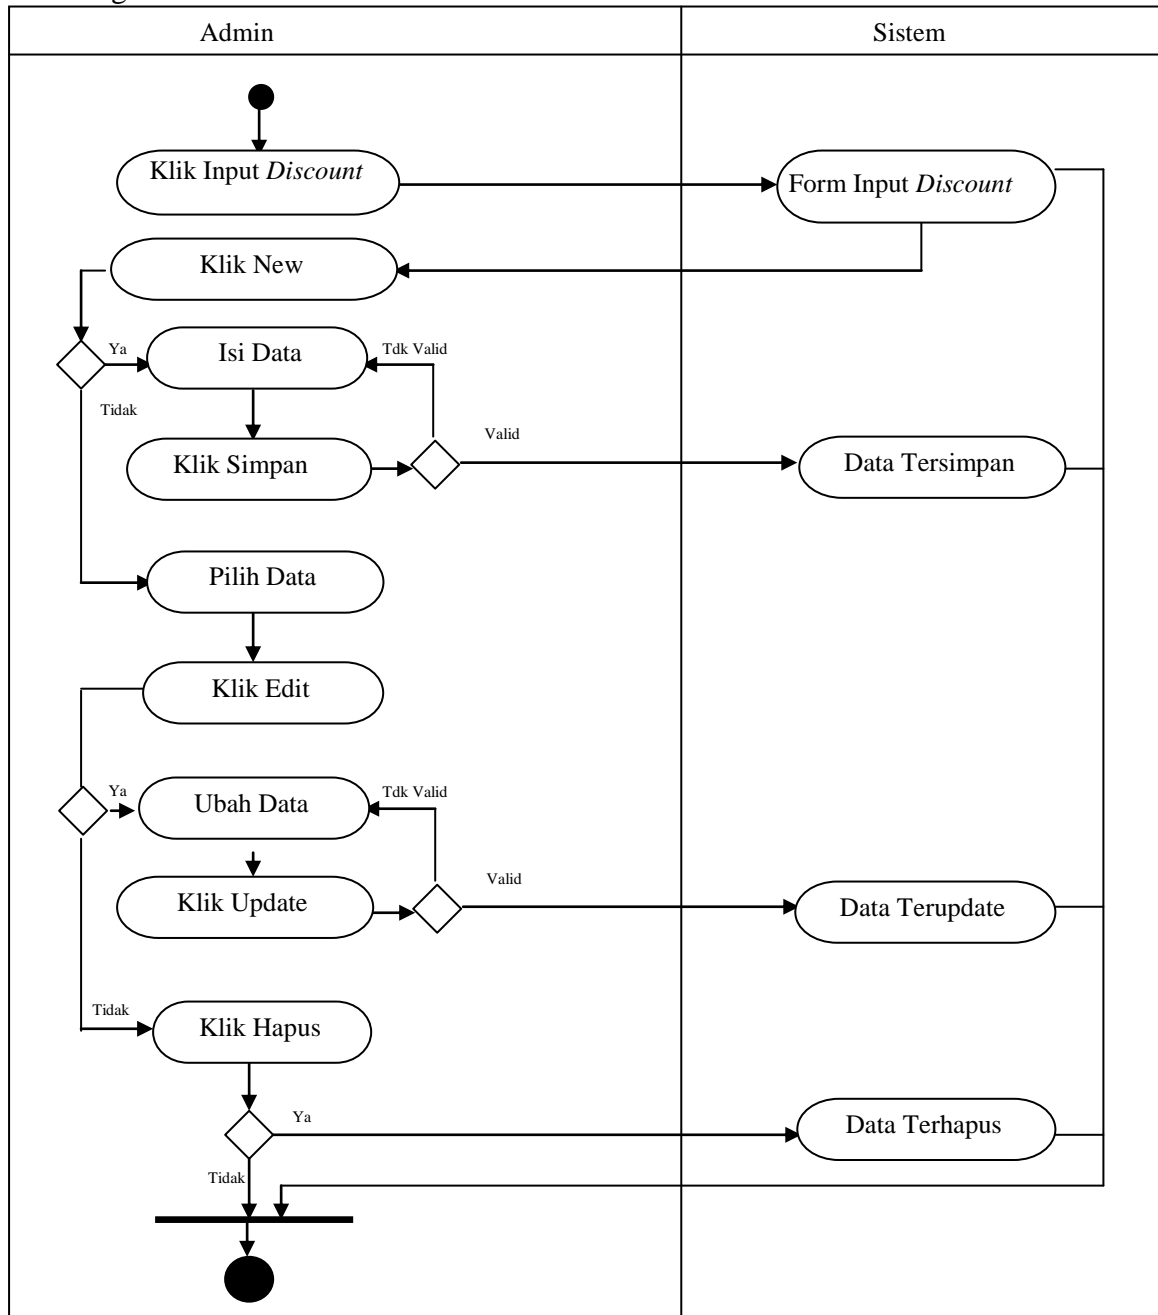 Admin
Sistem
Klik Input Discount
Form Input Discount
Klik New
Ya
Isi Data
Tdk Valid
Tidak
Klik Simpan
Valid
Data Tersimpan
Pilih Data
Klik Edit
Ya
Ubah Data
Tdk Valid
Klik Update
Valid
Data Terupdate
Tidak
Klik Hapus
Ya
Data Terhapus
Tidak